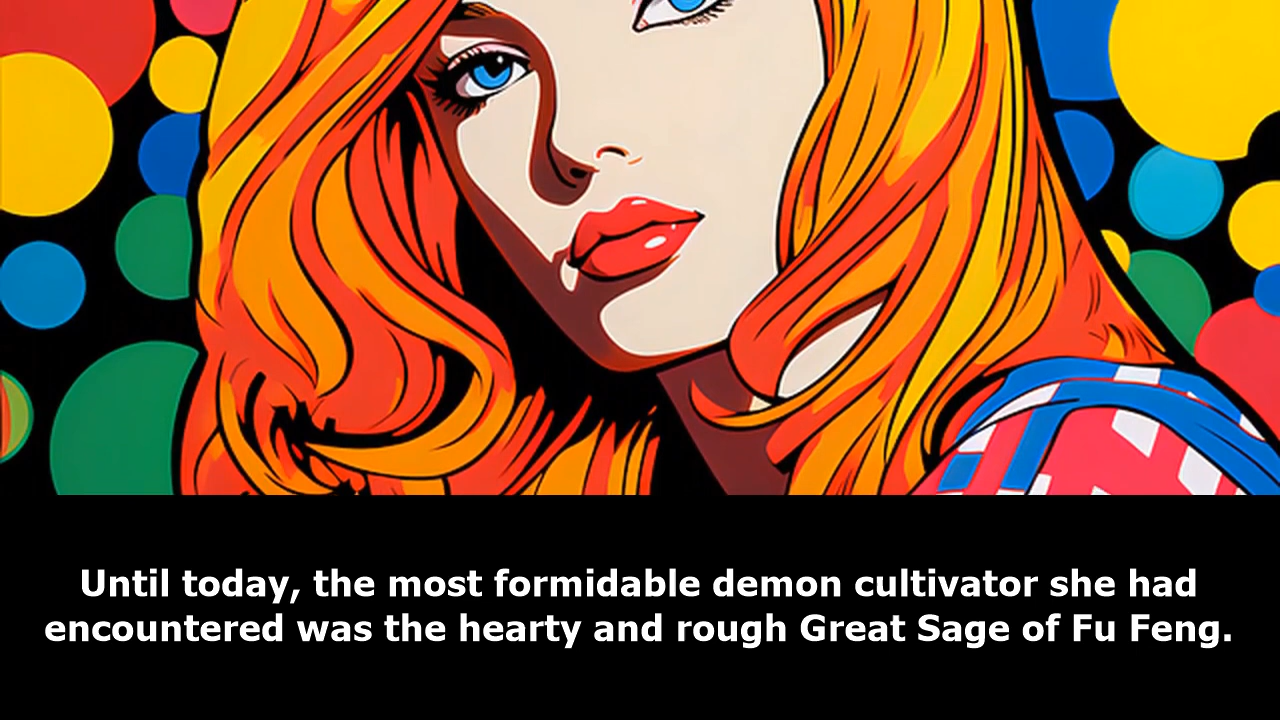 Until today, the most formidable demon cultivator she had
encountered was the hearty and rough Great Sage of Fu Feng.